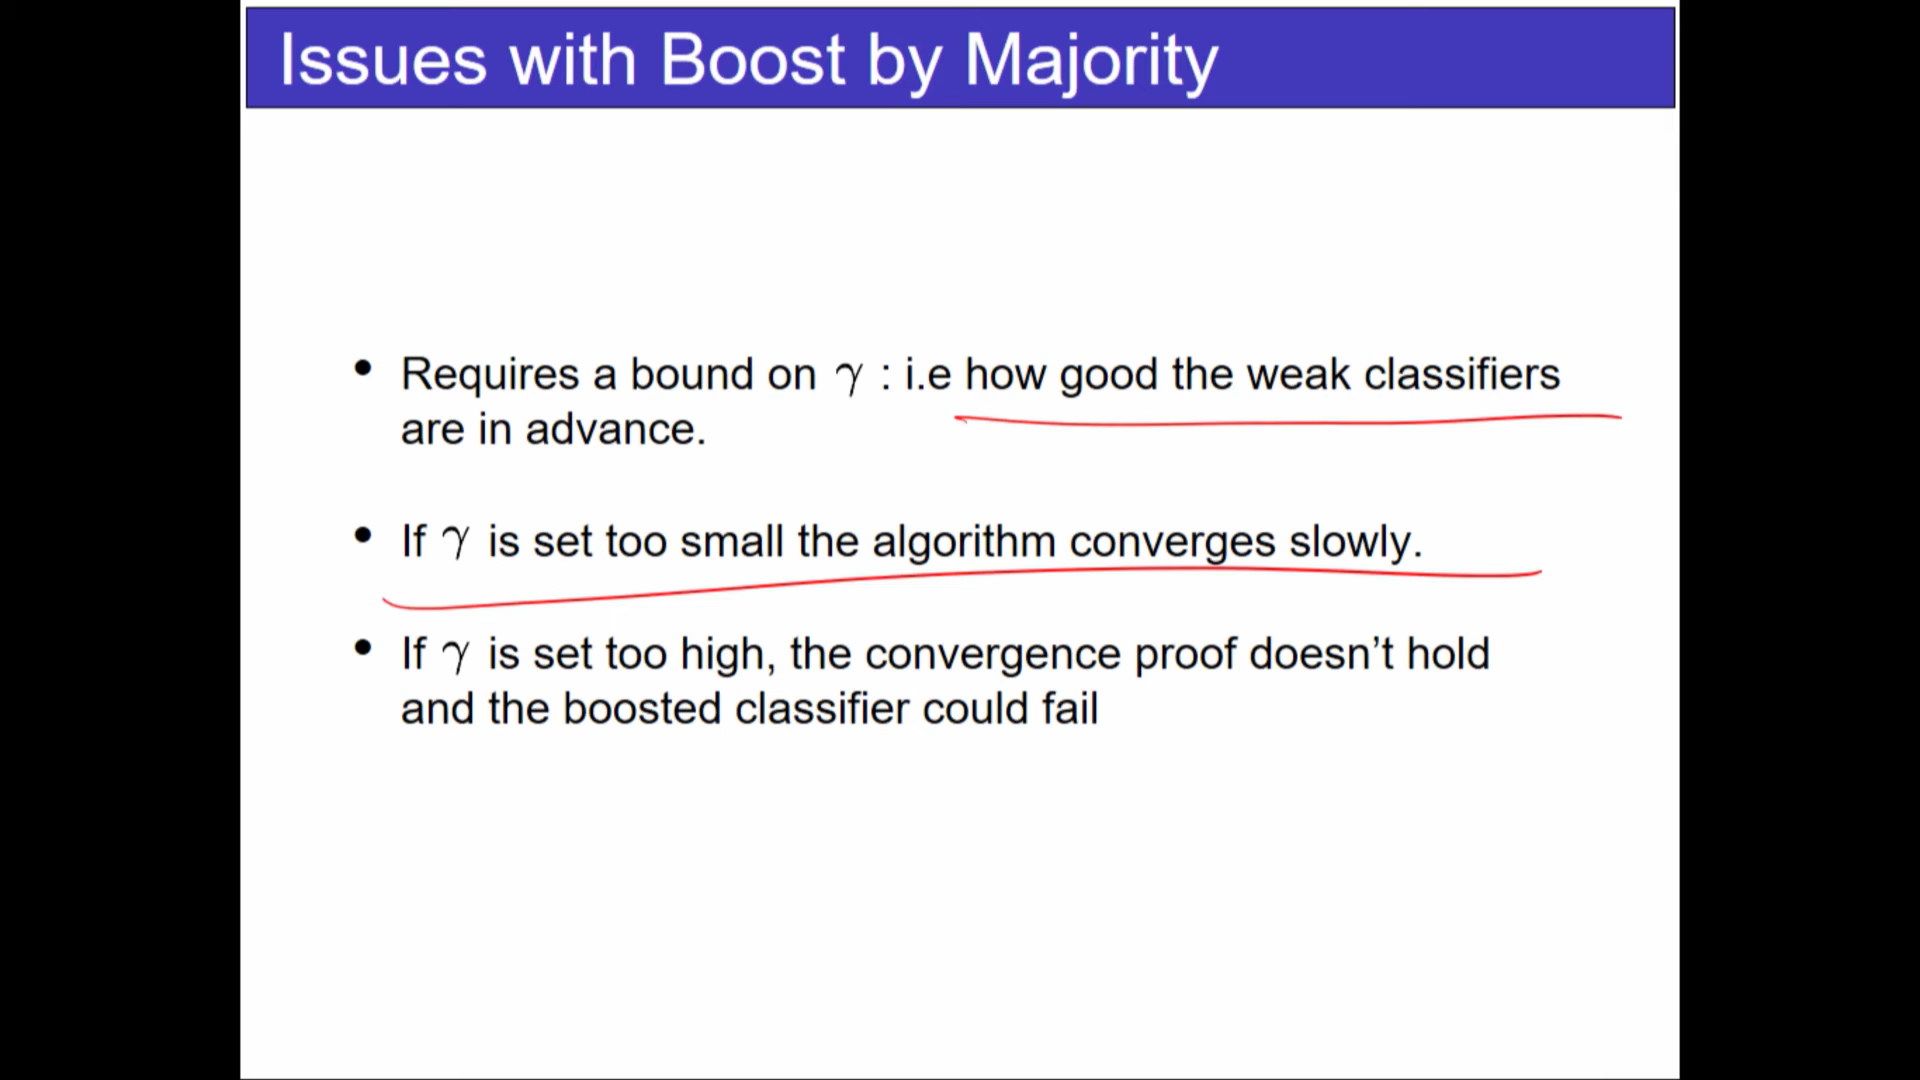 Issues with Boost by Majority
• Requires a bound on γ : i.e how good the weak classifiers
are in advance.
• If γ is set too small the algorithm converges slowly.
• If γ is set too high, the convergence proof doesn’t hold
and the boosted classifier could fail